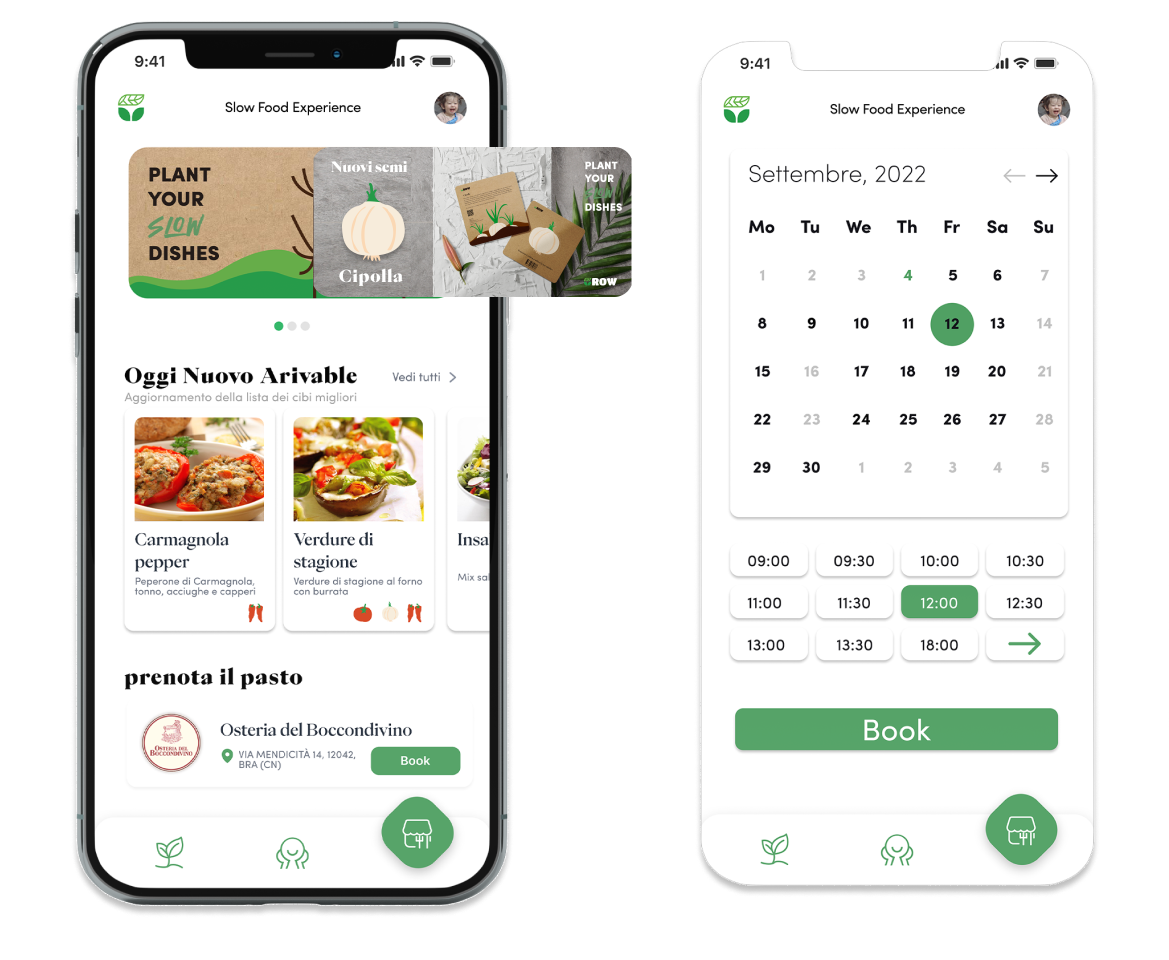 9:41
Slow Food Experience
PLANT
YOUR
SLOW
DISHES
Nuovi semi
Cipolla
PLANT
YOUR
SLOW
DISHES
GROW
Oggi Nuovo Arivable
Vedi tutti
Aggiornamento della lista dei cibi migliori
Carmagnola
pepper
Peperone di Carmagnola,
tonno, acciughe e capperi
Verdure di
stagione
Verdure di stagione al forno
con burrata
Insa
Mix sal
prenota il pasto
OSTERIA DEL
BOCCONDIVINO
Osteria del Boccondivino
VIA MENDICITÀ 14, 12042,
BRA (CN)
Book
9:41
Slow Food Experience
Settembre, 2022
Mo Tu We Th Fr Sa Su
1 2 3 4 5 6 7
8 9 10 11 12 13 14
15 16 17 18 19 20 21
22 23 24 25 26 27 28
29 30 1 2 3 4 5
09:00 09:30 10:00 10:30
11:00 11:30 12:00 12:30
13:00 13:30 18:00
Book